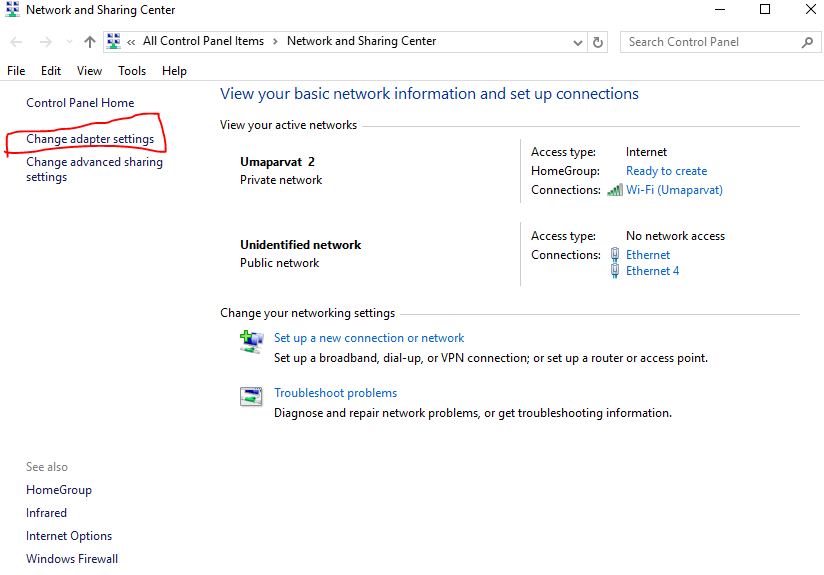 Network and Sharing Center
« All Control Panel Items › Network and Sharing Center
Search Control Panel
File Edit View Tools Help
Control Panel Home
Change adapter settings
Change advanced sharing
settings
View your basic network information and set up connections
View your active networks
Umaparvat 2
Private network
Access type: Internet
HomeGroup: Ready to create
Connections: Wi-Fi (Umaparvat)
Unidentified network
Public network
Access type: No network access
Connections: Ethernet
Ethernet 4
Change your networking settings
Set up a new connection or network
Set up a broadband, dial-up, or VPN connection; or set up a router or access point.
Troubleshoot problems
Diagnose and repair network problems, or get troubleshooting information.
See also
HomeGroup
Infrared
Internet Options
Windows Firewall